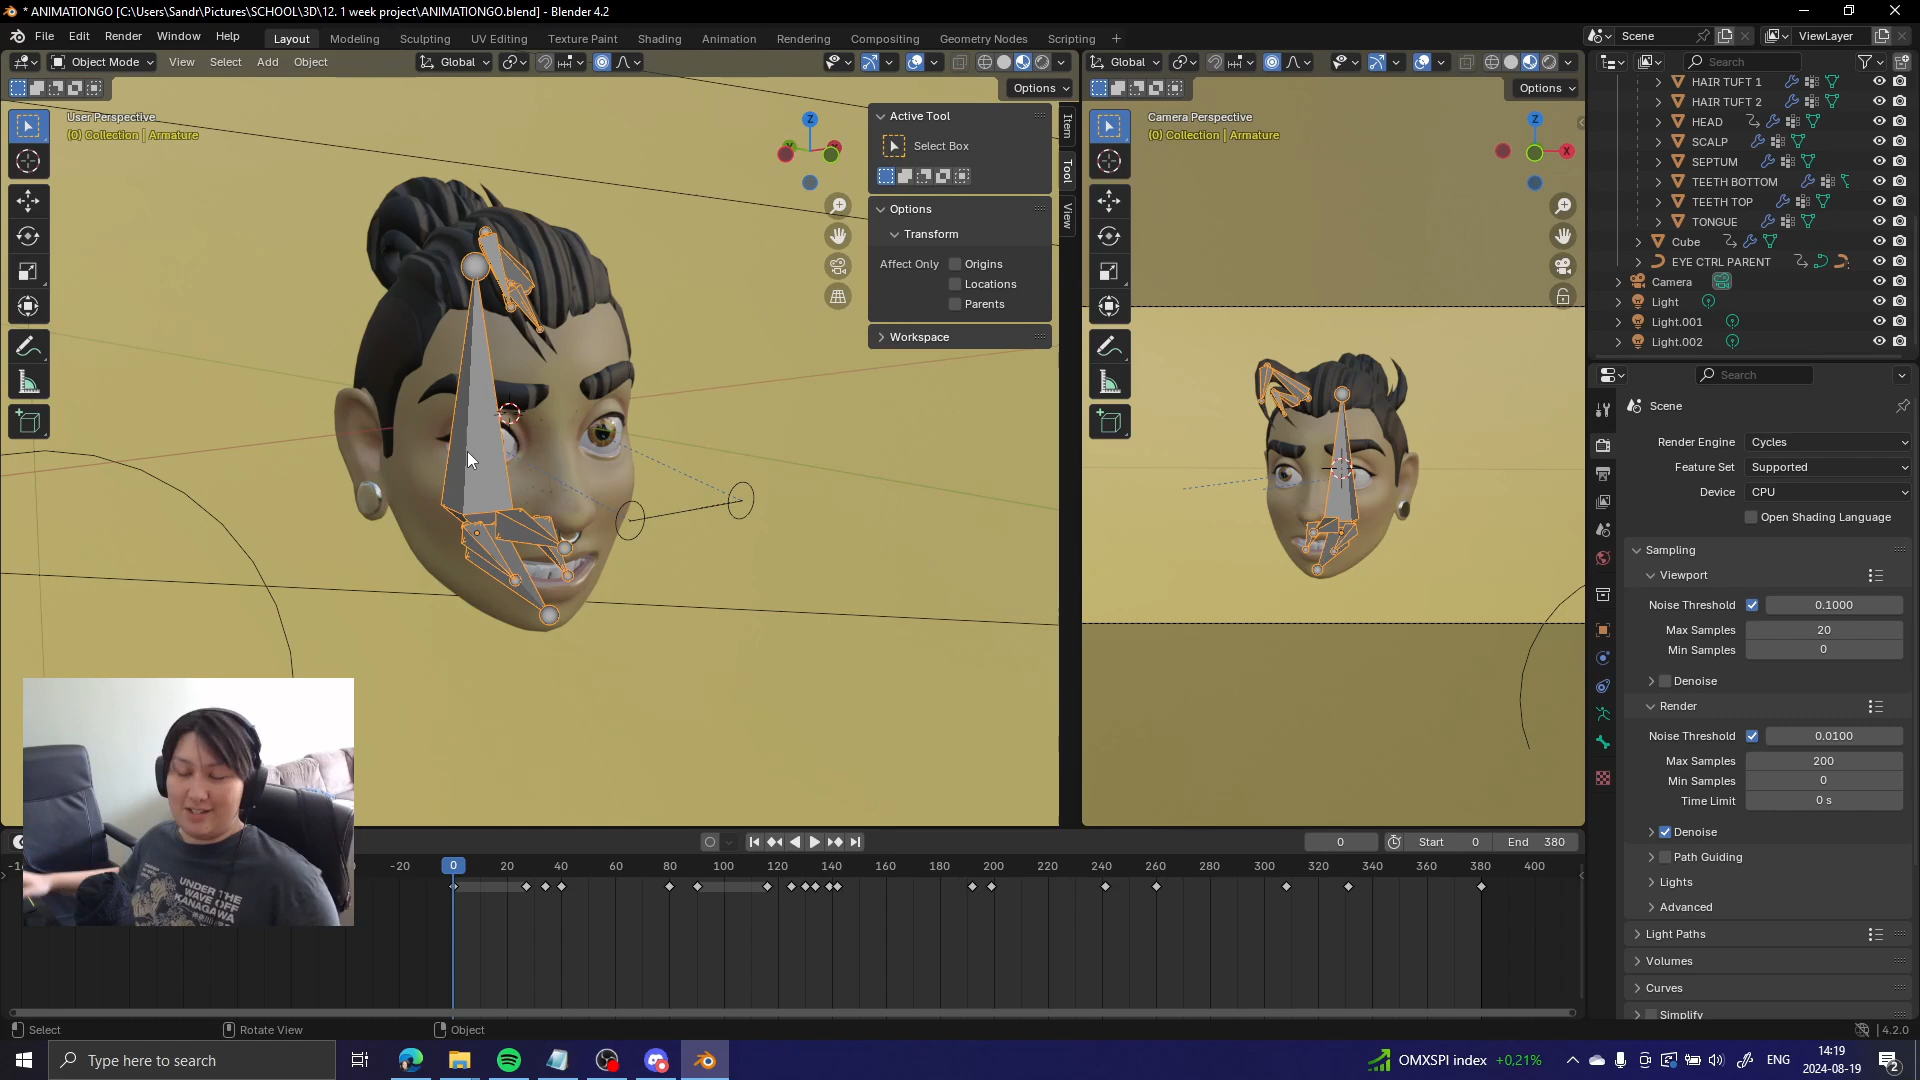 * ANIMATIONGO [C:\Users\Sandr\Pictures\SCHOOL\3D\12. 1 week project\ANIMATIONGO.blend] - Blender 4.2
File Edit Render Window Help
Layout Modeling Sculpting UV Editing Texture Paint Shading Animation Rendering Compositing Geometry Nodes Scripting +
Scene ViewLayer
Object Mode View Select Add Object Global
Global
Search
Options
Options
User Perspective
(0) Collection | Armature
Camera Perspective
(0) Collection | Armature
Z
Z
X
Active Tool
Select Box
Options
Transform
Affect Only Origins
Locations
Parents
Workspace
Item
Tool
View
HAIR TUFT 1
HAIR TUFT 2
HEAD
SCALP
SEPTUM
TEETH BOTTOM
TEETH TOP
TONGUE
Cube
EYE CTRL PARENT
Camera
Light
Light.001
Light.002
Search
Scene
Render Engine Cycles
Feature Set Supported
Device CPU
Open Shading Language
Sampling
Viewport
Noise Threshold 0.1000
Max Samples 20
Min Samples 0
Denoise
Render
Noise Threshold 0.0100
Max Samples 200
Min Samples 0
Time Limit 0 s
Denoise
Path Guiding
Lights
Advanced
Light Paths
Volumes
Curves
Simplify
UNDER THE
WAVE OFF
KANAGAWA
0 Start 0 End 380
-20 0 20 40 60 80 100 120 140 160 180 200 220 240 260 280 300 320 340 360 380 400
Select Rotate View Object
4.2.0
Type here to search
OMXSPI index +0,21%
ENG
14:19
2024-08-19
2